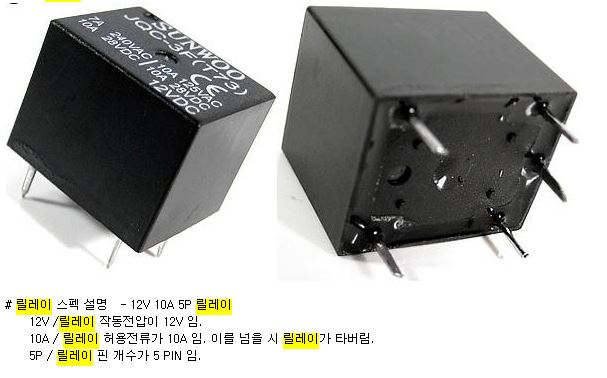 SUNWOO
JQC-3F(T73)
7A 240VAC 10A 125VAC
10A 28VDC 10A 28VDC
12VDC
# 릴레이 스펙 설명 - 12V 10A 5P 릴레이
12V /릴레이 작동전압이 12V 임.
10A / 릴레이 허용전류가 10A 임. 이를 넘을 시 릴레이가 타버림.
5P / 릴레이 핀 개수가 5 PIN 임.